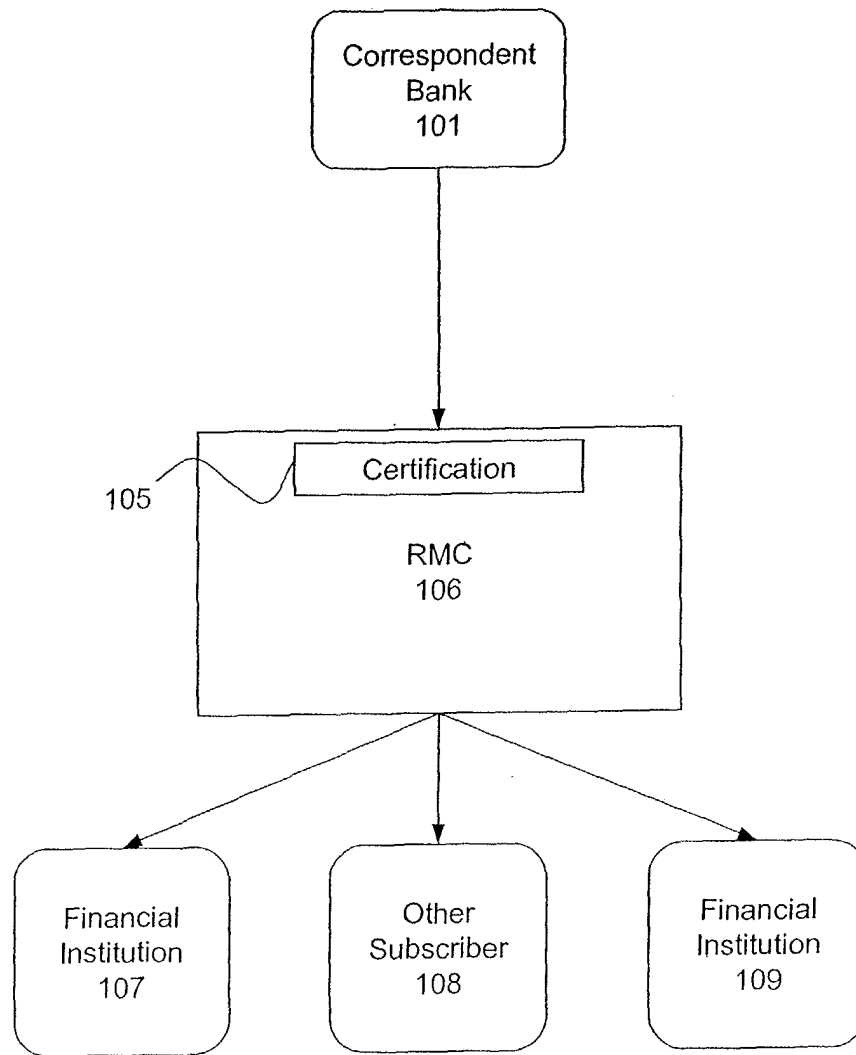 Correspondent
Bank
101
Certification
105
RMC
106
Financial
Institution
107
Other
Subscriber
108
Financial
Institution
109